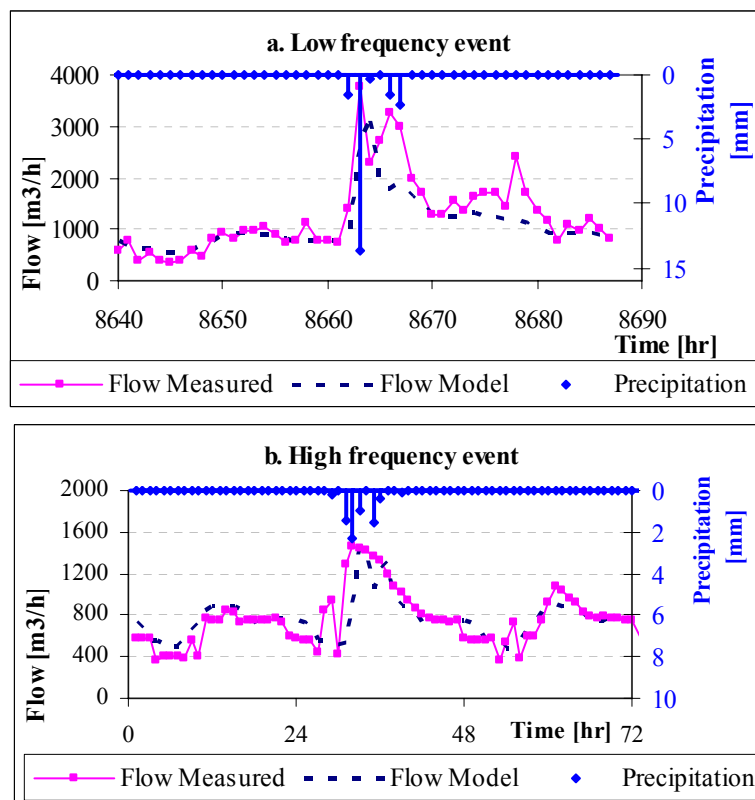 a. Low frequency event
4000
3000
2000
1000
0
0
5
10
15
Flow [m3/h]
Precipitation
[mm]
8640 8650 8660 8670 8680 8690
Time [hr]
Flow Measured Flow Model Precipitation
b. High frequency event
2000
1600
1200
800
400
0
0
2
4
6
8
10
Flow [m3/h]
Precipitation
[mm]
0 24 48 72
Time [hr]
Flow Measured Flow Model Precipitation